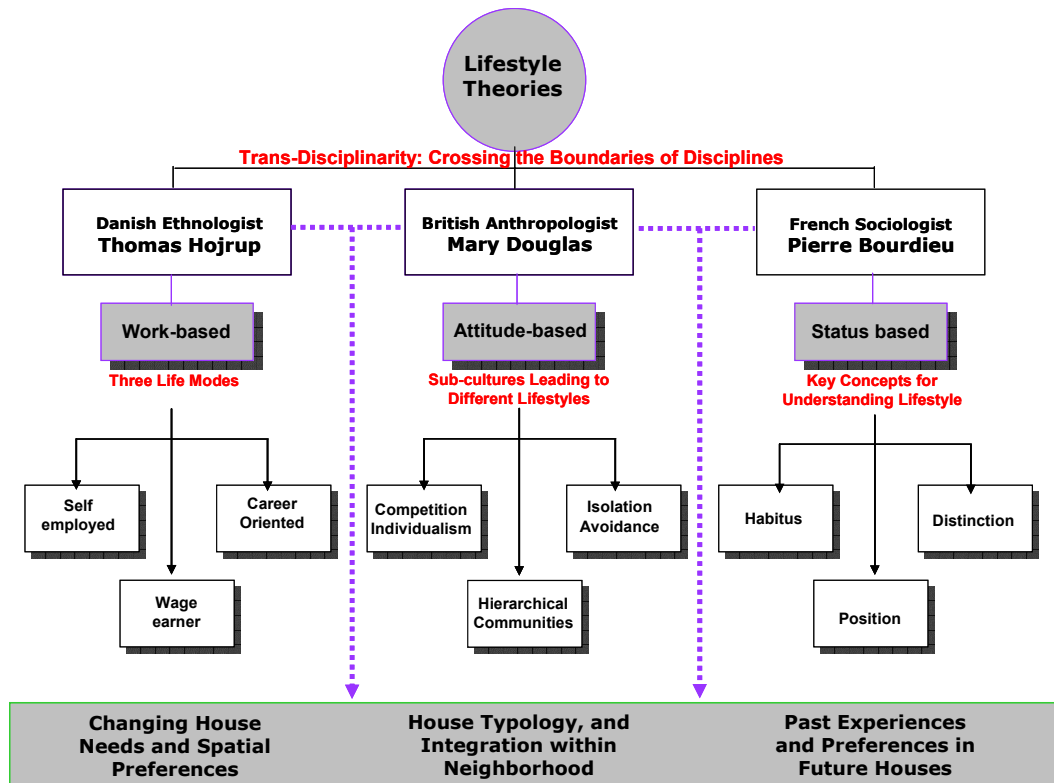 Lifestyle
Theories
Trans-Disciplinarity: Crossing the Boundaries of Disciplines
Danish Ethnologist
Thomas Hojrup
British Anthropologist
Mary Douglas
French Sociologist
Pierre Bourdieu
Work-based
Attitude-based
Status based
Three Life Modes
Sub-cultures Leading to
Different Lifestyles
Key Concepts for
Understanding Lifestyle
Self
employed
Career
Oriented
Wage
earner
Competition
Individualism
Isolation
Avoidance
Hierarchical
Communities
Habitus
Distinction
Position
Changing House
Needs and Spatial
Preferences
House Typology, and
Integration within
Neighborhood
Past Experiences
and Preferences in
Future Houses